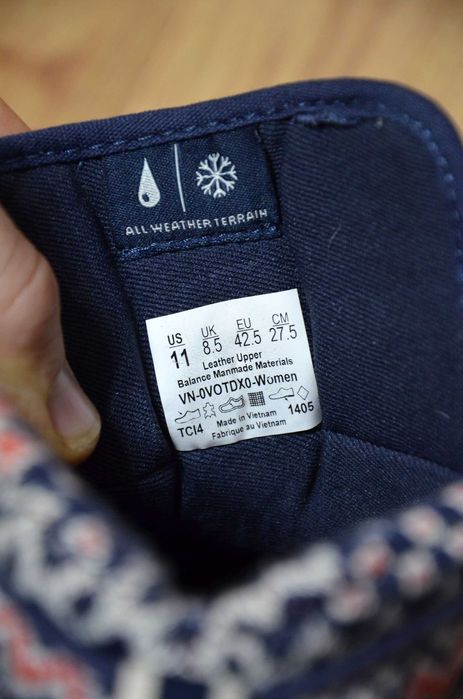 ALL WEATHER TERRAIN
US UK EU CM
11 8.5 42.5 27.5
Leather Upper
Balance Manmade Materials
VN-0VOTDX0-Women
TCI4 Made in Vietnam 1405
Fabrique au Vietnam